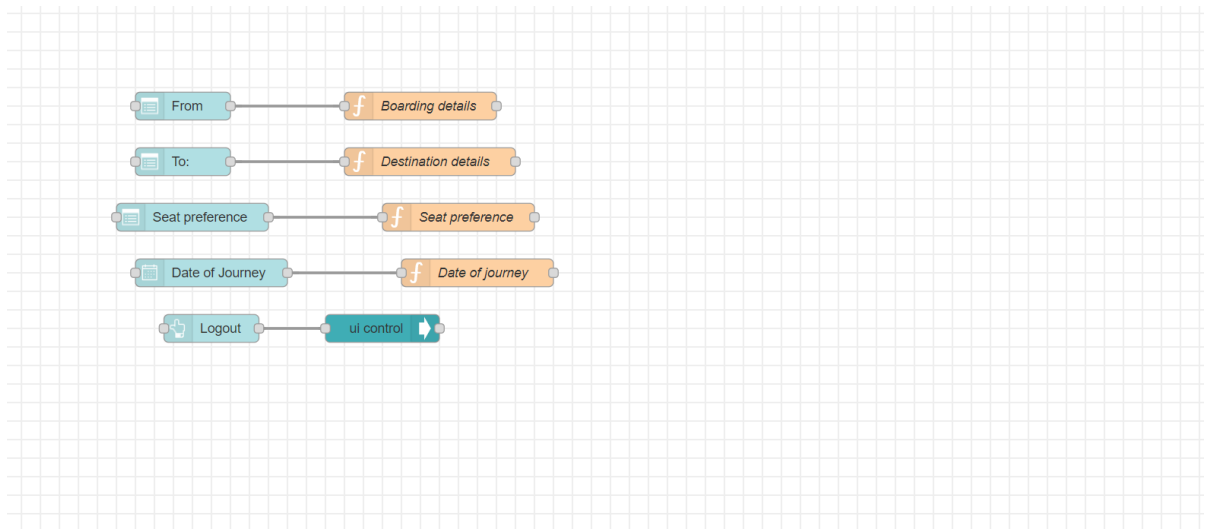 From Boarding details
To: Destination details
Seat preference Seat preference
Date of Journey Date of journey
Logout ui control